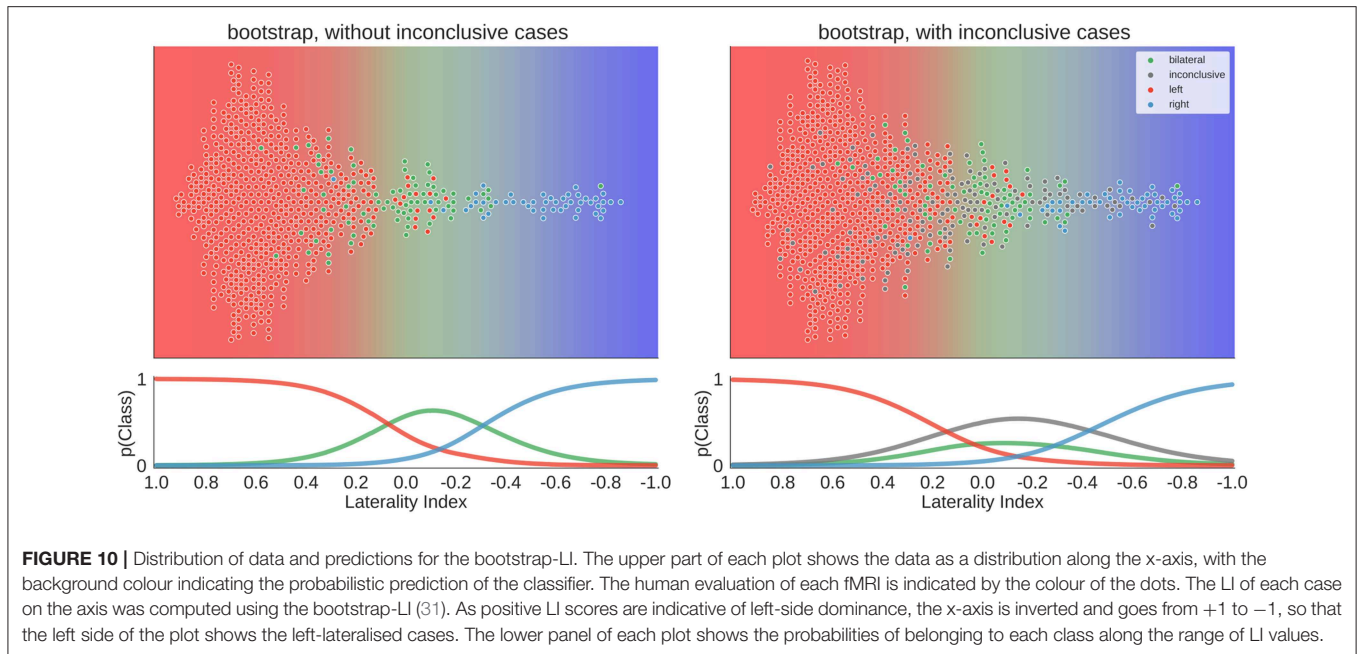 bootstrap, without inconclusive cases
bootstrap, with inconclusive cases
bilateral
inconclusive
left
right
p(Class)
1
0
1.0 0.8 0.6 0.4 0.2 0.0 -0.2 -0.4 -0.6 -0.8 -1.0
Laterality Index
p(Class)
1
0
1.0 0.8 0.6 0.4 0.2 0.0 -0.2 -0.4 -0.6 -0.8 -1.0
Laterality Index
FIGURE 10 | Distribution of data and predictions for the bootstrap-LI. The upper part of each plot shows the data as a distribution along the x-axis, with the
background colour indicating the probabilistic prediction of the classifier. The human evaluation of each fMRI is indicated by the colour of the dots. The LI of each case
on the axis was computed using the bootstrap-LI (31). As positive LI scores are indicative of left-side dominance, the x-axis is inverted and goes from +1 to −1, so that
the left side of the plot shows the left-lateralised cases. The lower panel of each plot shows the probabilities of belonging to each class along the range of LI values.